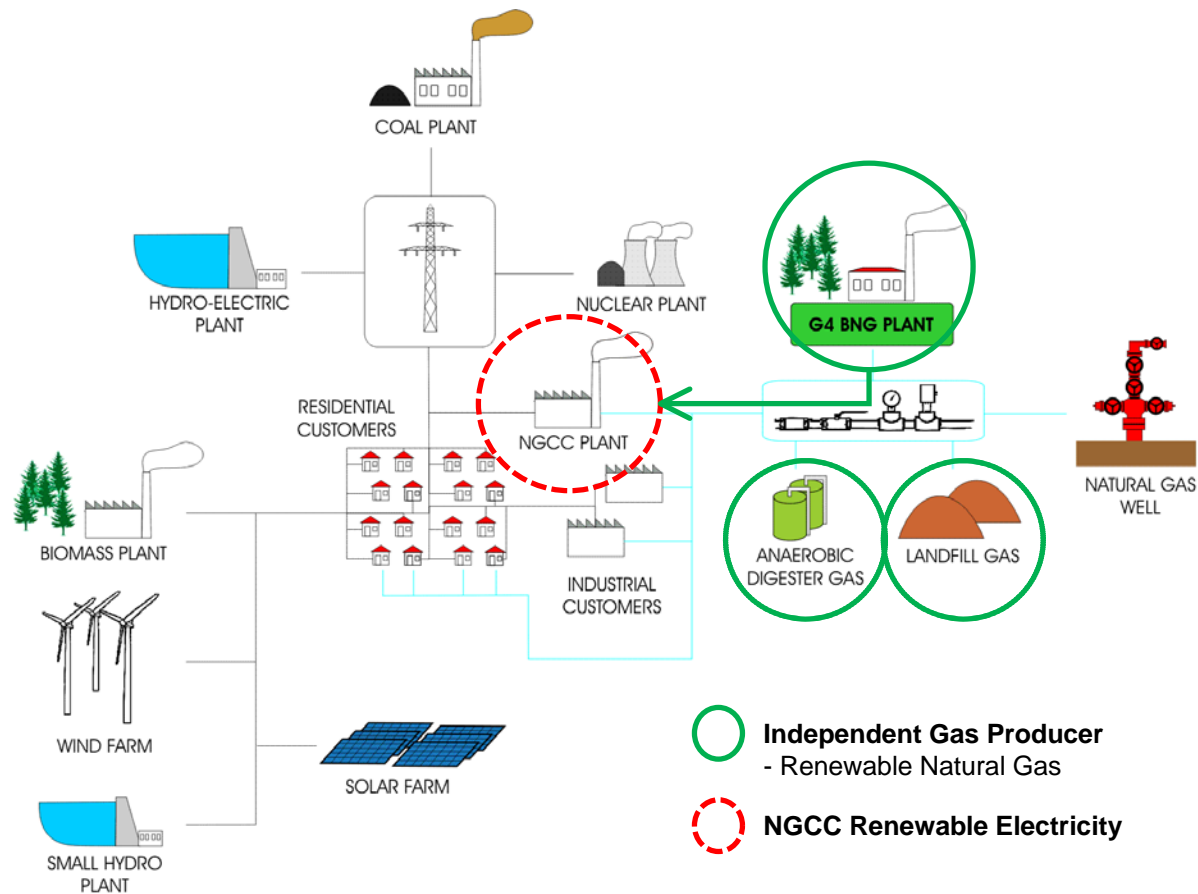 COAL PLANT
HYDRO-ELECTRIC
PLANT
NUCLEAR PLANT
G4 BNG PLANT
RESIDENTIAL
CUSTOMERS
NGCC PLANT
NATURAL GAS
WELL
BIOMASS PLANT
ANAEROBIC
DIGESTER GAS
LANDFILL GAS
INDUSTRIAL
CUSTOMERS
WIND FARM
SOLAR FARM
SMALL HYDRO
PLANT
Independent Gas Producer
- Renewable Natural Gas
NGCC Renewable Electricity